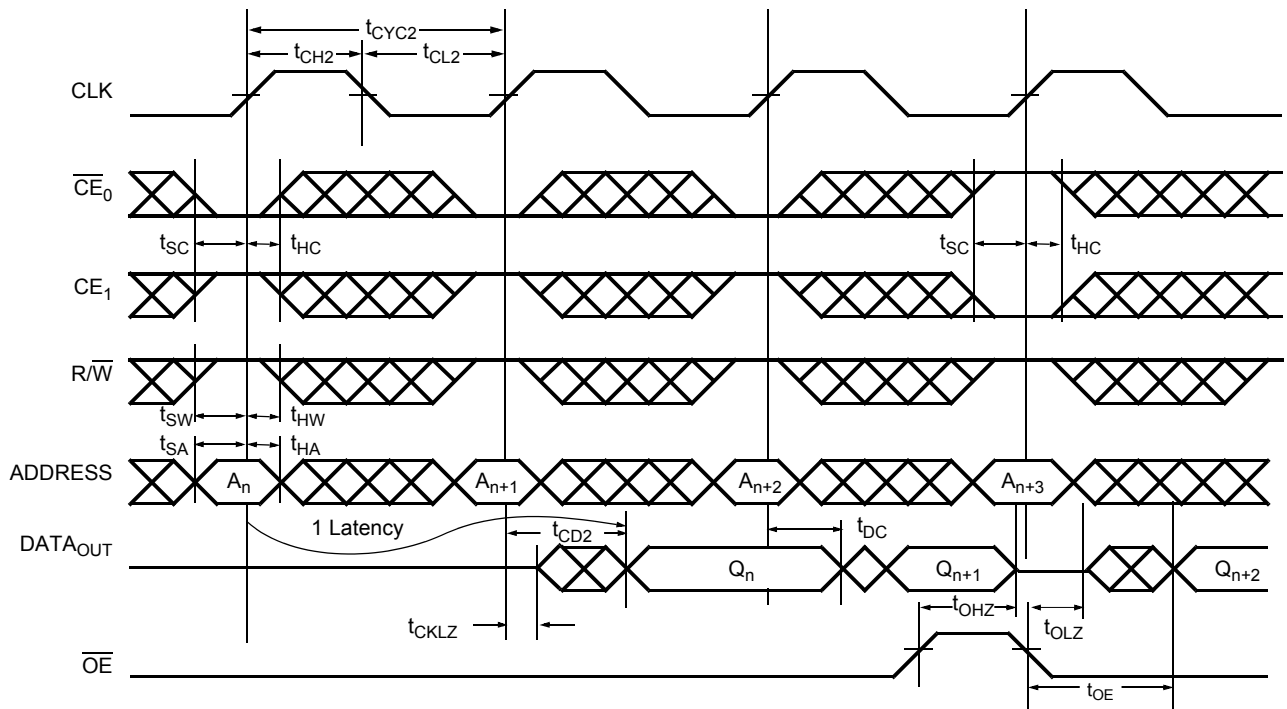 tCYC2
tCH2 tCL2
CLK
CE0
tSC tHC tSC tHC
CE1
R/W
tSW tHW
tSA tHA
ADDRESS An An+1 An+2 An+3
1 Latency tCD2 tDC
DATAOUT Qn Qn+1 Qn+2
tOHZ
tCKLZ tOLZ
OE
tOE